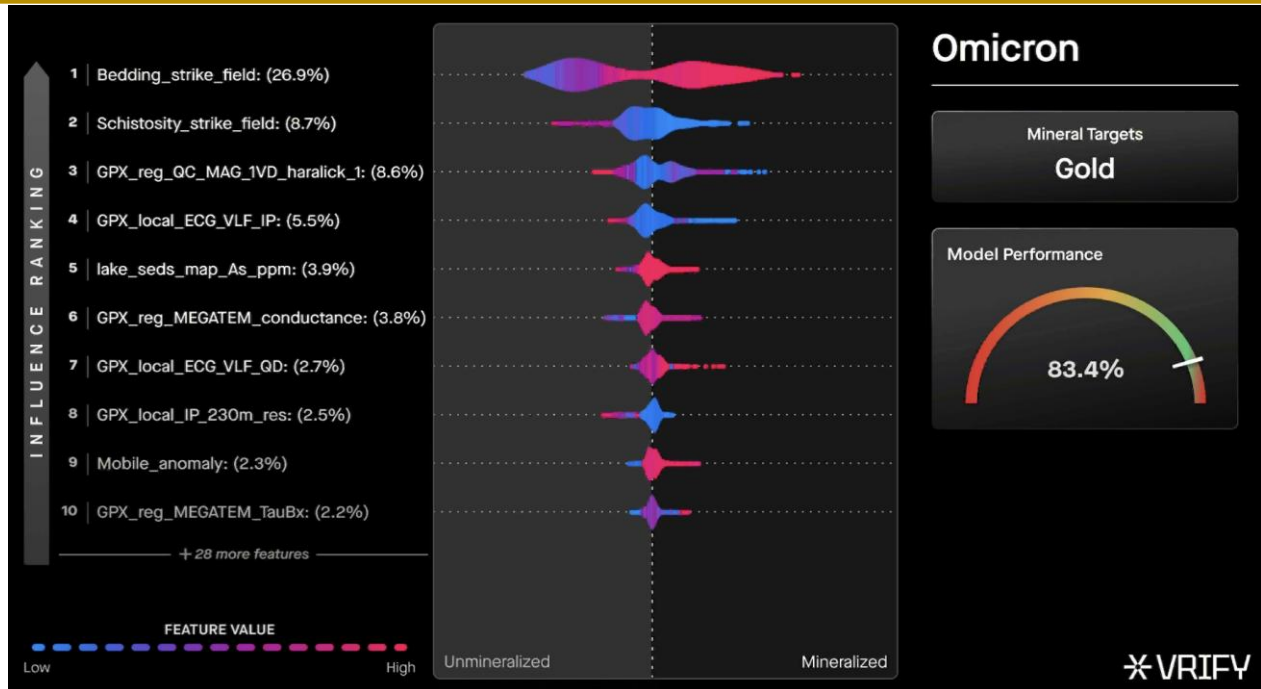 Omicron
INFLUENCE RANKING
1 | Bedding_strike_field: (26.9%)
2 | Schistosity_strike_field: (8.7%)
3 | GPX_reg_QC_MAG_1VD_haralick_1: (8.6%)
4 | GPX_local_ECG_VLF_IP: (5.5%)
5 | lake_seds_map_As_ppm: (3.9%)
6 | GPX_reg_MEGATEM_conductance: (3.8%)
7 | GPX_local_ECG_VLF_QD: (2.7%)
8 | GPX_local_IP_230m_res: (2.5%)
9 | Mobile_anomaly: (2.3%)
10 | GPX_reg_MEGATEM_TauBx: (2.2%)
+ 28 more features
FEATURE VALUE
Low High
Unmineralized Mineralized
Mineral Targets
Gold
Model Performance
83.4%
VRIFY